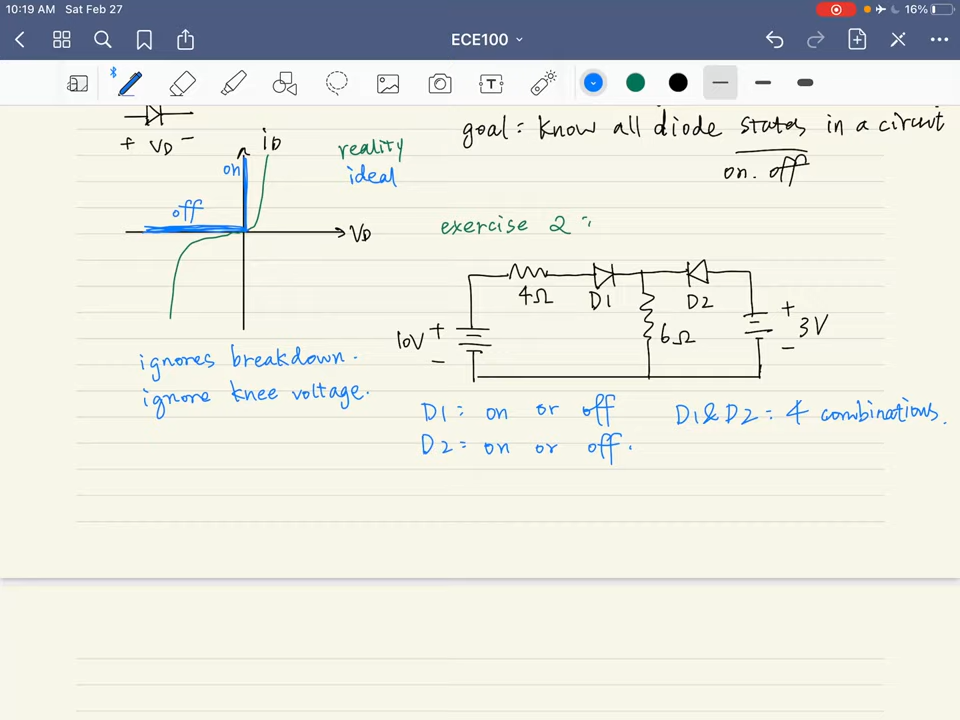 10:19 AM Sat Feb 27
16%
ECE100
+ VD −
iD
on
off
VD
reality
ideal
ignores breakdown.
ignore knee voltage.
goal = know all diode states in a circuit
on. off
exercise 2 :
4Ω
D1
D2
10V + −
6Ω
+ 3V −
D1 = on or off
D2 = on or off.
D1&D2 = 4 combinations.